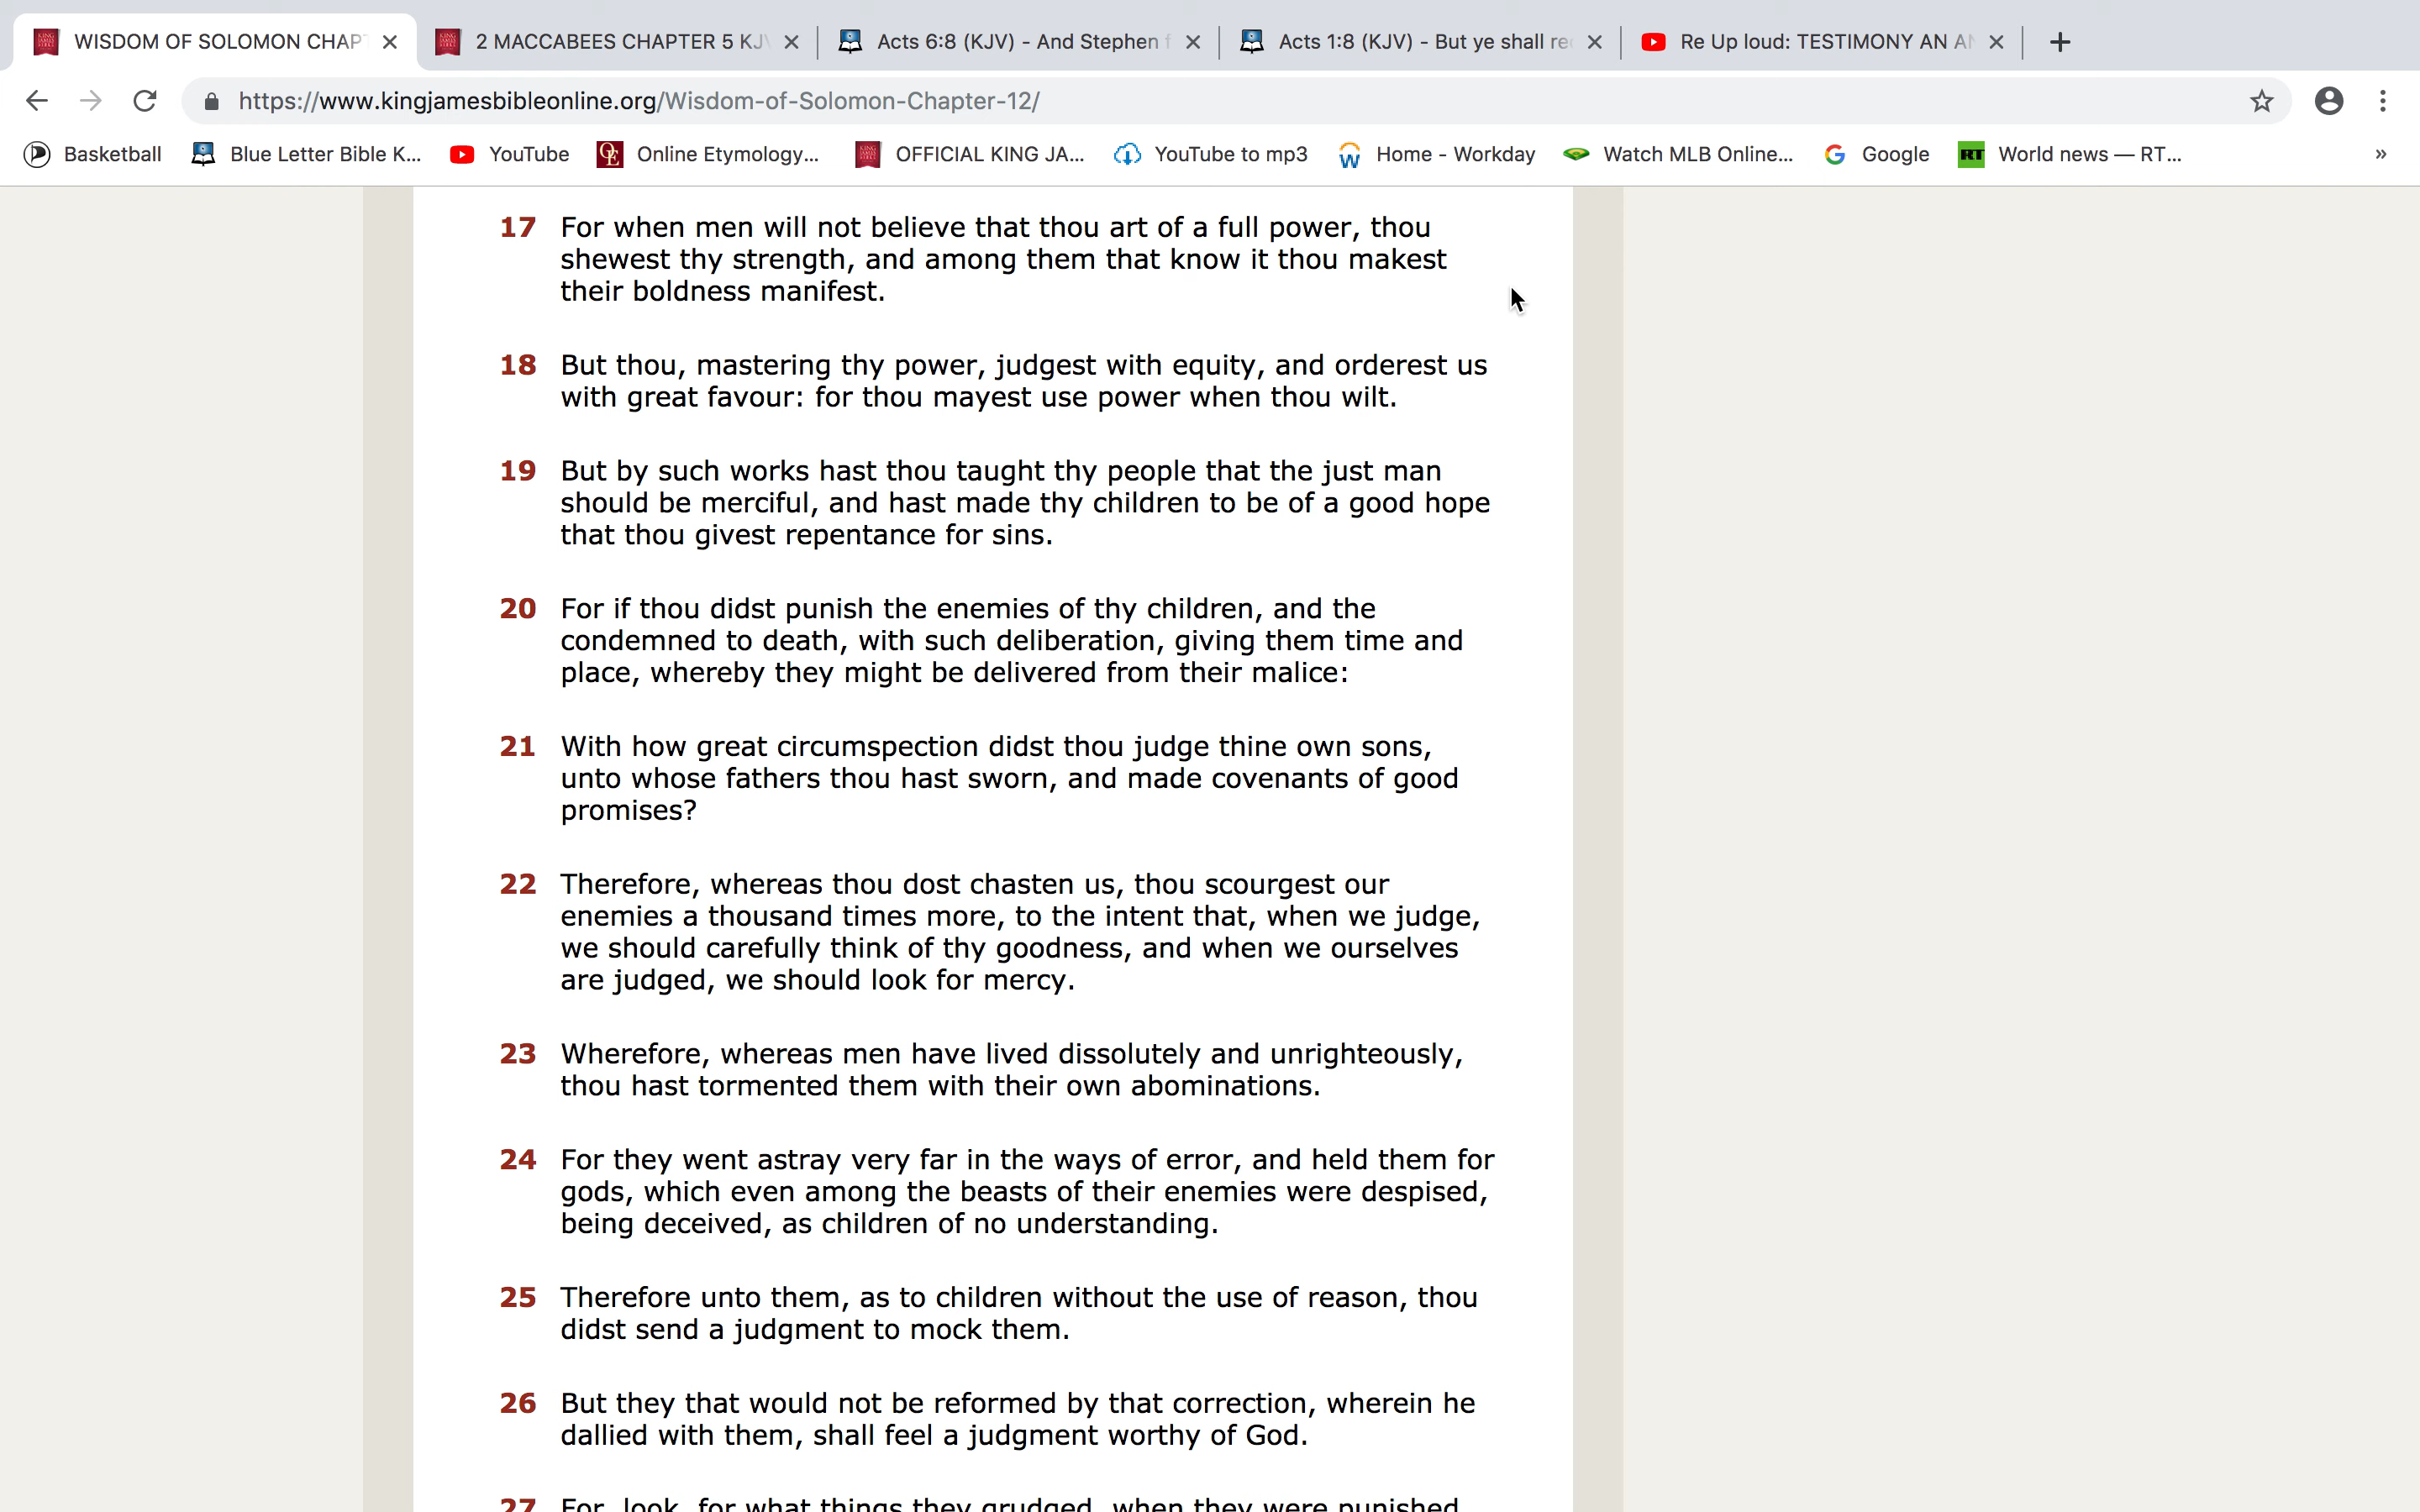 WISDOM OF SOLOMON CHAP
2 MACCABEES CHAPTER 5 KJV
Acts 6:8 (KJV) - And Stephen f
Acts 1:8 (KJV) - But ye shall re
Re Up loud: TESTIMONY AN AN
https://www.kingjamesbibleonline.org/Wisdom-of-Solomon-Chapter-12/
Basketball
Blue Letter Bible K...
YouTube
Online Etymology...
OFFICIAL KING JA...
YouTube to mp3
Home - Workday
Watch MLB Online...
Google
RT
World news — RT...
»
17 For when men will not believe that thou art of a full power, thou
shewest thy strength, and among them that know it thou makest
their boldness manifest.
18 But thou, mastering thy power, judgest with equity, and orderest us
with great favour: for thou mayest use power when thou wilt.
19 But by such works hast thou taught thy people that the just man
should be merciful, and hast made thy children to be of a good hope
that thou givest repentance for sins.
20 For if thou didst punish the enemies of thy children, and the
condemned to death, with such deliberation, giving them time and
place, whereby they might be delivered from their malice:
21 With how great circumspection didst thou judge thine own sons,
unto whose fathers thou hast sworn, and made covenants of good
promises?
22 Therefore, whereas thou dost chasten us, thou scourgest our
enemies a thousand times more, to the intent that, when we judge,
we should carefully think of thy goodness, and when we ourselves
are judged, we should look for mercy.
23 Wherefore, whereas men have lived dissolutely and unrighteously,
thou hast tormented them with their own abominations.
24 For they went astray very far in the ways of error, and held them for
gods, which even among the beasts of their enemies were despised,
being deceived, as children of no understanding.
25 Therefore unto them, as to children without the use of reason, thou
didst send a judgment to mock them.
26 But they that would not be reformed by that correction, wherein he
dallied with them, shall feel a judgment worthy of God.
27 For, look, for what things they grudged, when they were punished,